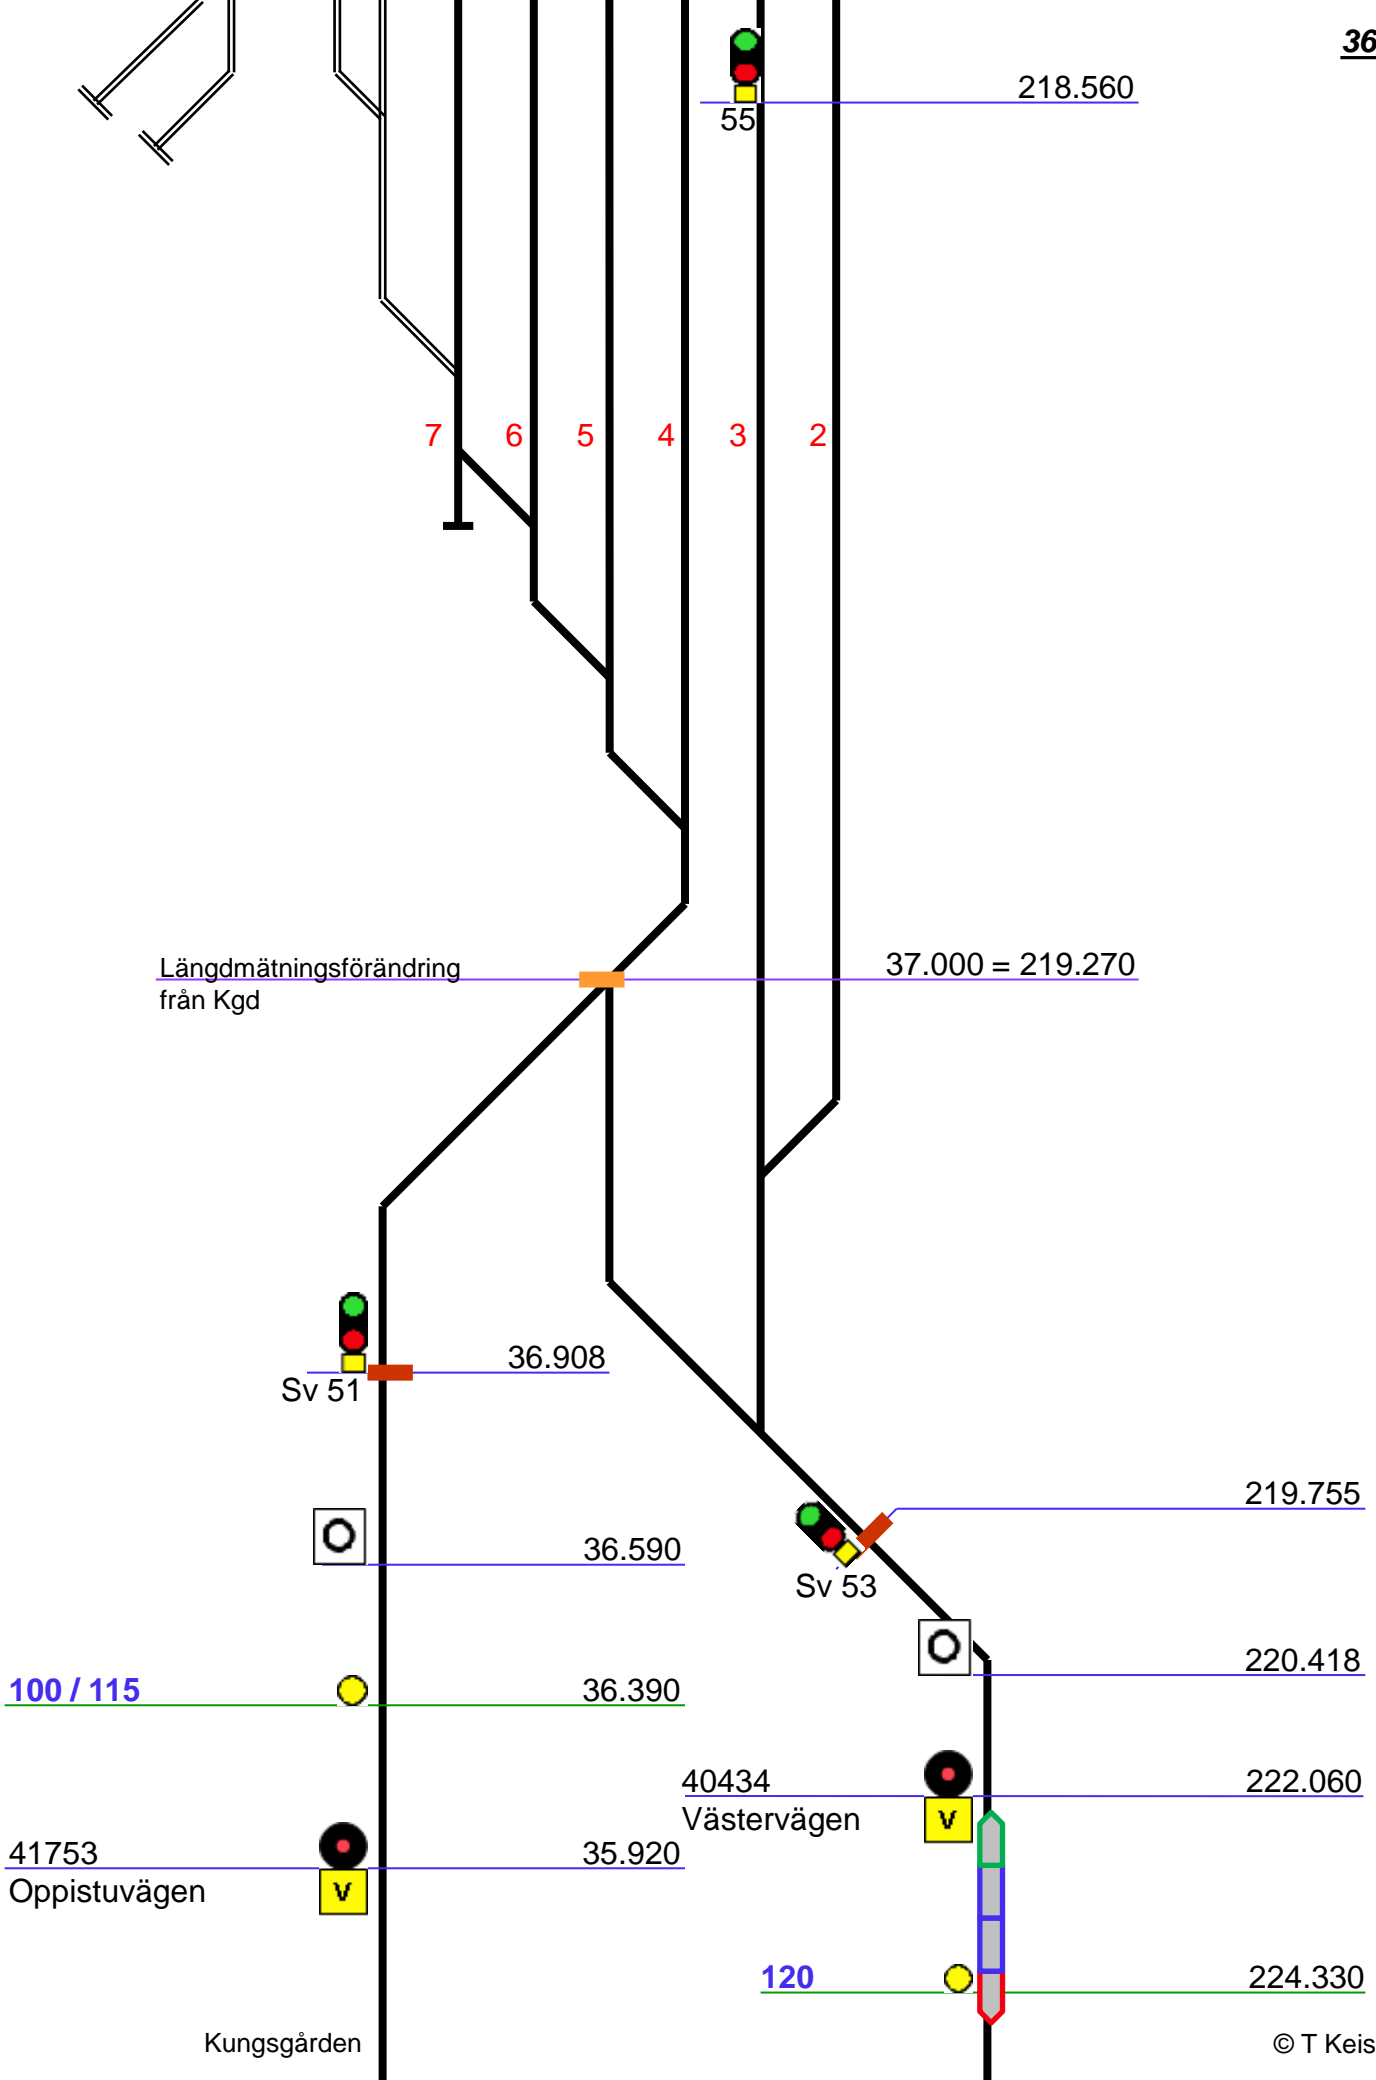 36
218.560
55
7 6 5 4 3 2
Längdmätningsförändring
från Kgd
37.000 = 219.270
36.908
Sv 51
219.755
Sv 53
36.590
220.418
100 / 115
36.390
40434
Västervägen
V
222.060
41753
Oppistuvägen
V
35.920
120
224.330
Kungsgården
© T Keis